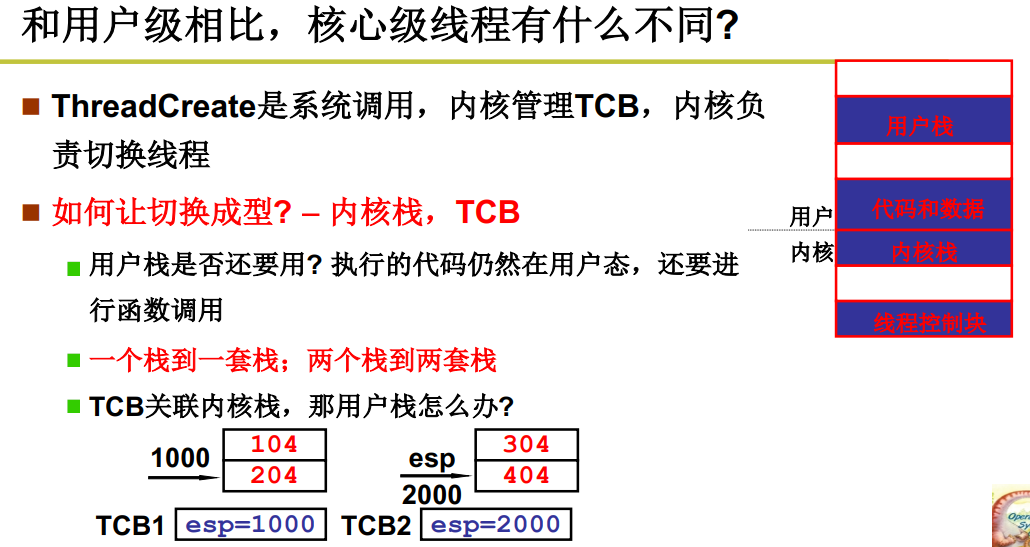 和用户级相比，核心级线程有什么不同?
ThreadCreate是系统调用，内核管理TCB，内核负
责切换线程
如何让切换成型? – 内核栈，TCB
用户栈是否还要用? 执行的代码仍然在用户态，还要进
行函数调用
一个栈到一套栈；两个栈到两套栈
TCB关联内核栈，那用户栈怎么办?
1000
104
204
esp
2000
304
404
TCB1
esp=1000
TCB2
esp=2000
用户栈
用户
代码和数据
内核
内核栈
线程控制块